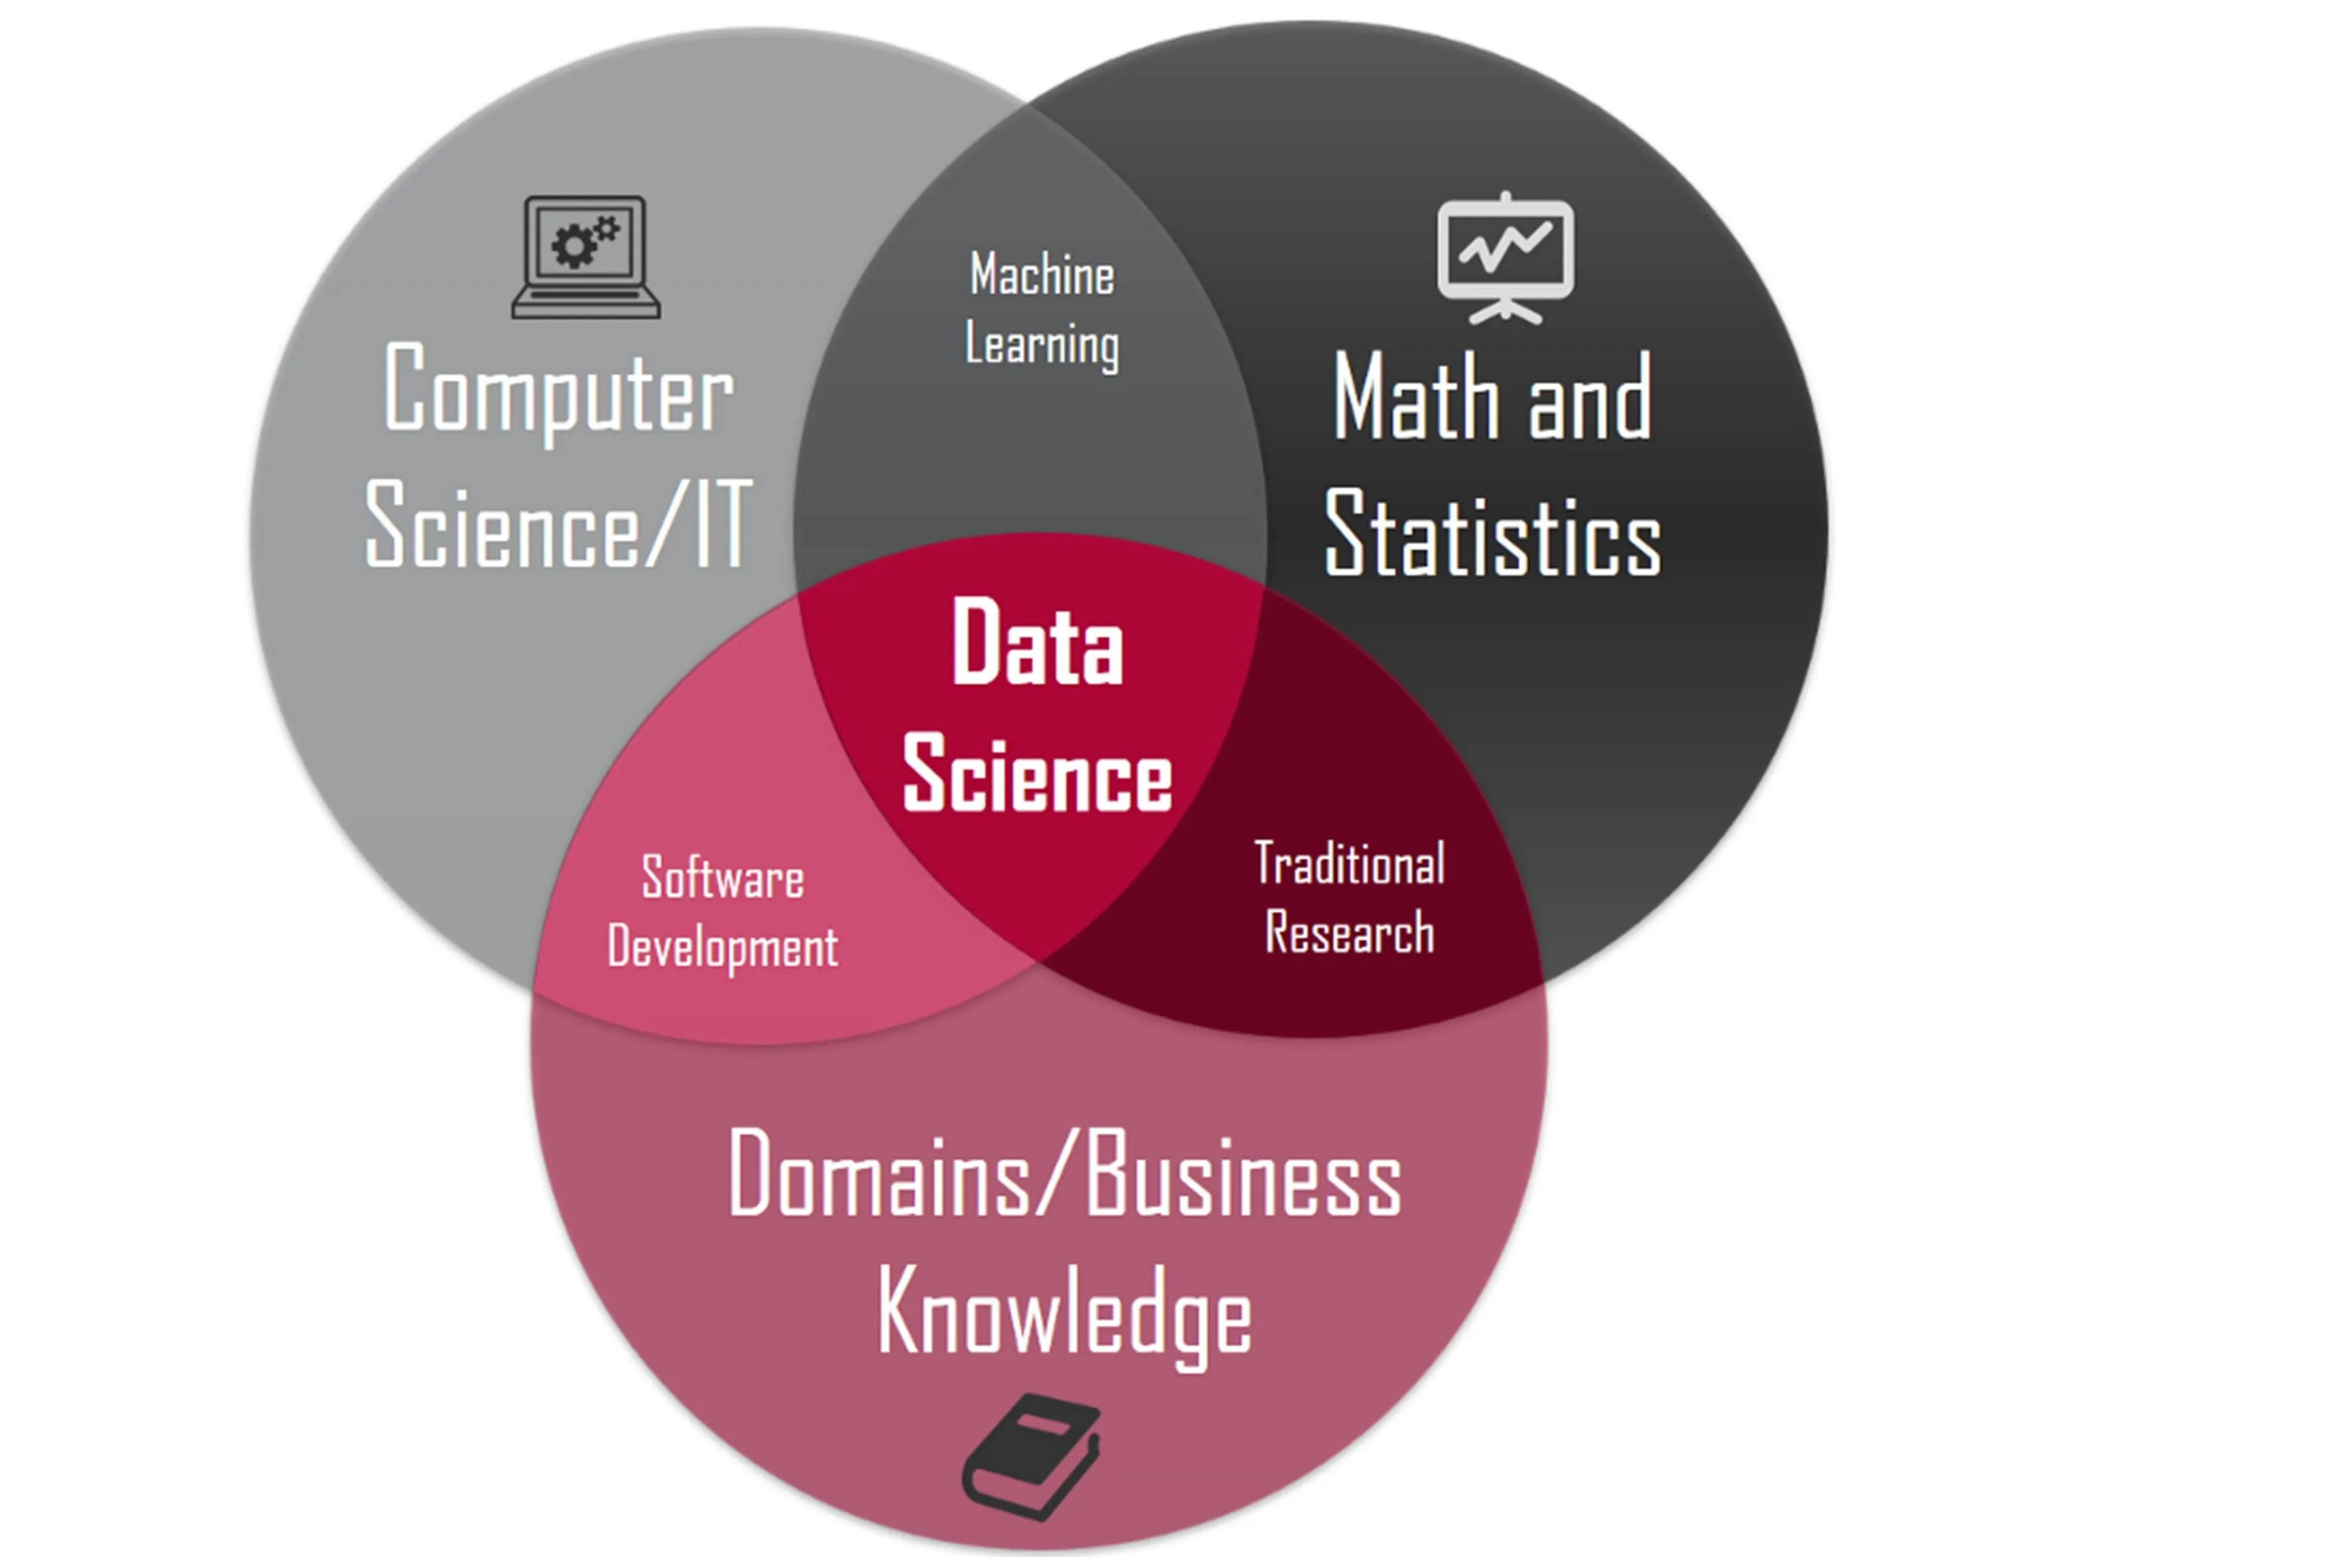 Computer
Science/IT
Machine
Learning
Math and
Statistics
Data
Science
Software
Development
Traditional
Research
Domains/Business
Knowledge